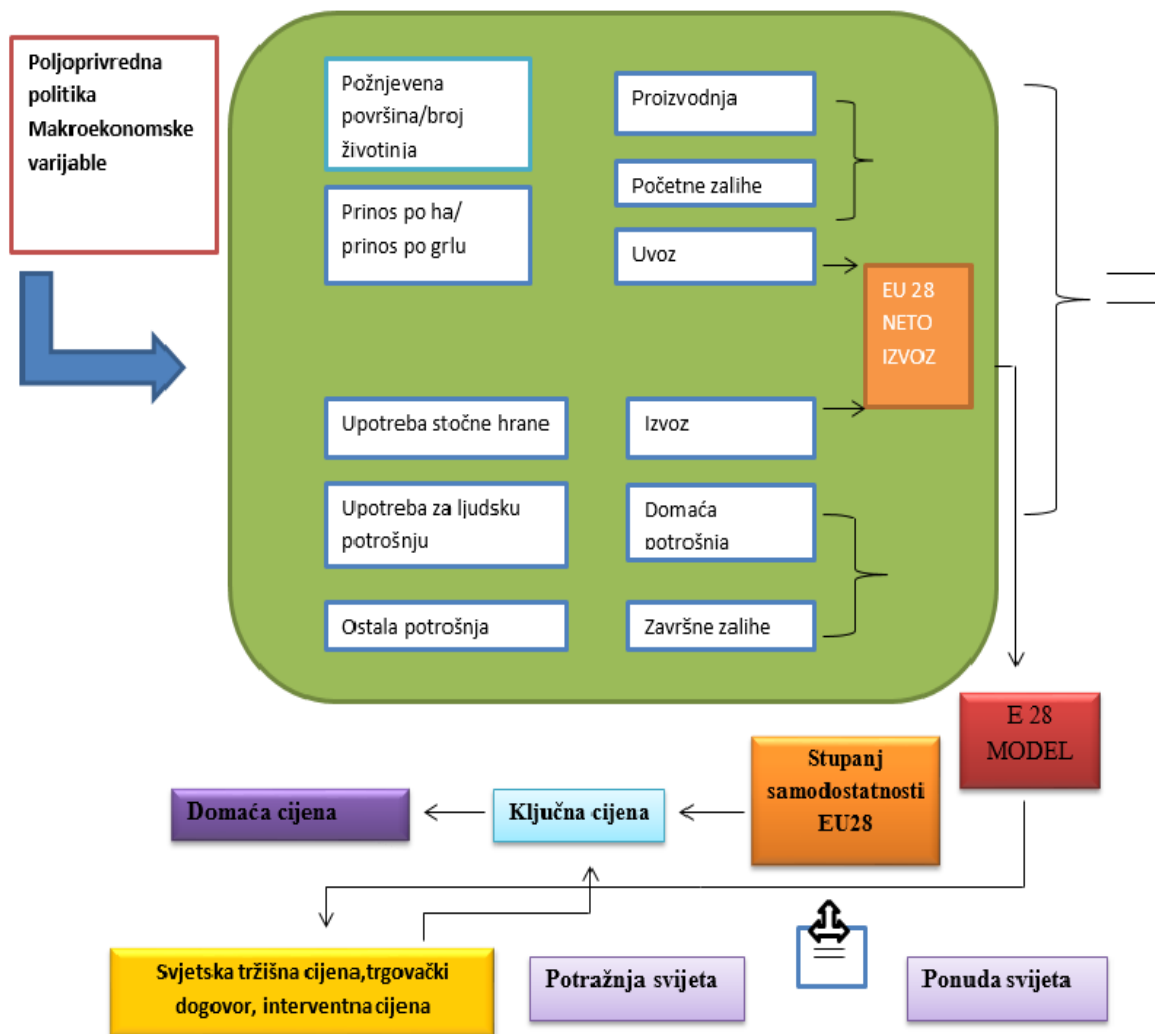 Poljoprivredna
politika
Makroekonomske
varijable
Požnjevena
površina/broj
životinja
Proizvodnja
Početne zalihe
Prinos po ha/
prinos po grlu
Uvoz
EU 28
NETO
IZVOZ
Upotreba stočne hrane
Izvoz
Upotreba za ljudsku
potrošnju
Domaća
potrošnia
Ostala potrošnja
Završne zalihe
E 28
MODEL
Stupanj
samodostatnosti
EU28
Ključna cijena
Domaća cijena
Svjetska tržišna cijena,trgovački
dogovor, interventna cijena
Potražnja svijeta
Ponuda svijeta